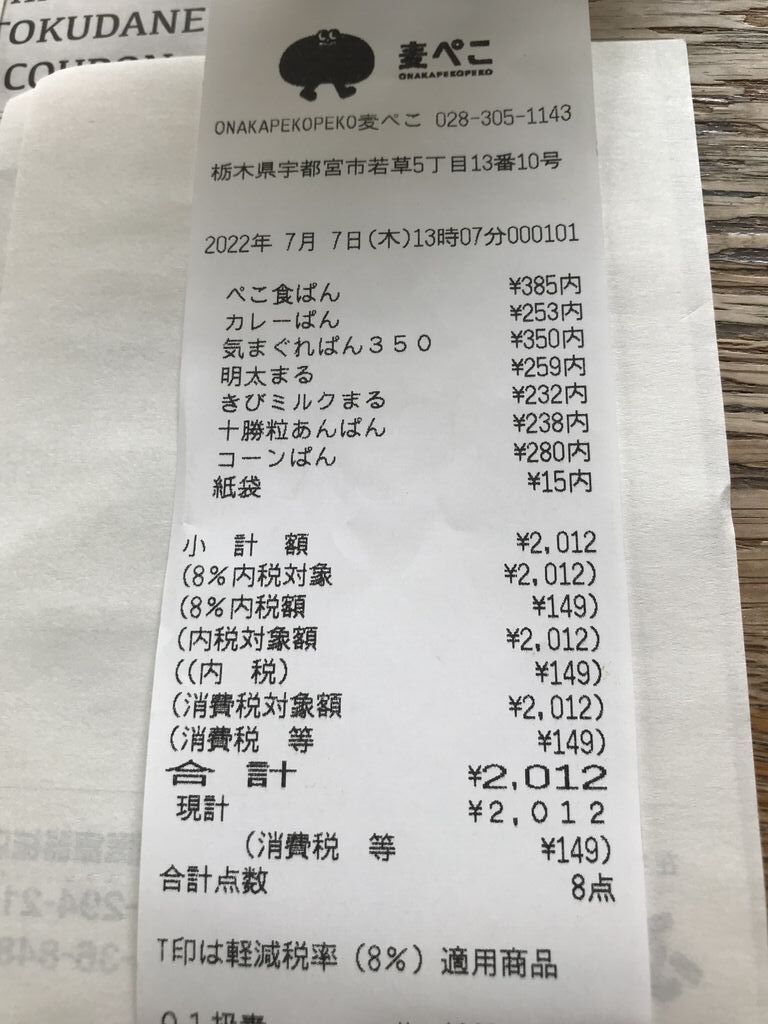 TOKUDANE
COUPON
麦ぺこ
ONAKAPEKOPEKO
ONAKAPEKOPEKO麦ぺこ 028-305-1143
栃木県宇都宮市若草5丁目13番10号
2022年 7月 7日(木)13時07分000101
ぺこ食ぱん ¥385内
カレーぱん ¥253内
気まぐれぱん350 ¥350内
明太まる ¥259内
きびミルクまる ¥232内
十勝粒あんぱん ¥238内
コーンぱん ¥280内
紙袋 ¥15内
小 計 額 ¥2,012
(8%内税対象 ¥2,012)
(8%内税額 ¥149)
(内税対象額 ¥2,012)
((内 税) ¥149)
(消費税対象額 ¥2,012)
(消費税 等 ¥149)
合 計 ¥2,012
現計 ¥2,012
(消費税 等 ¥149)
合計点数 8点
T印は軽減税率(8%)適用商品